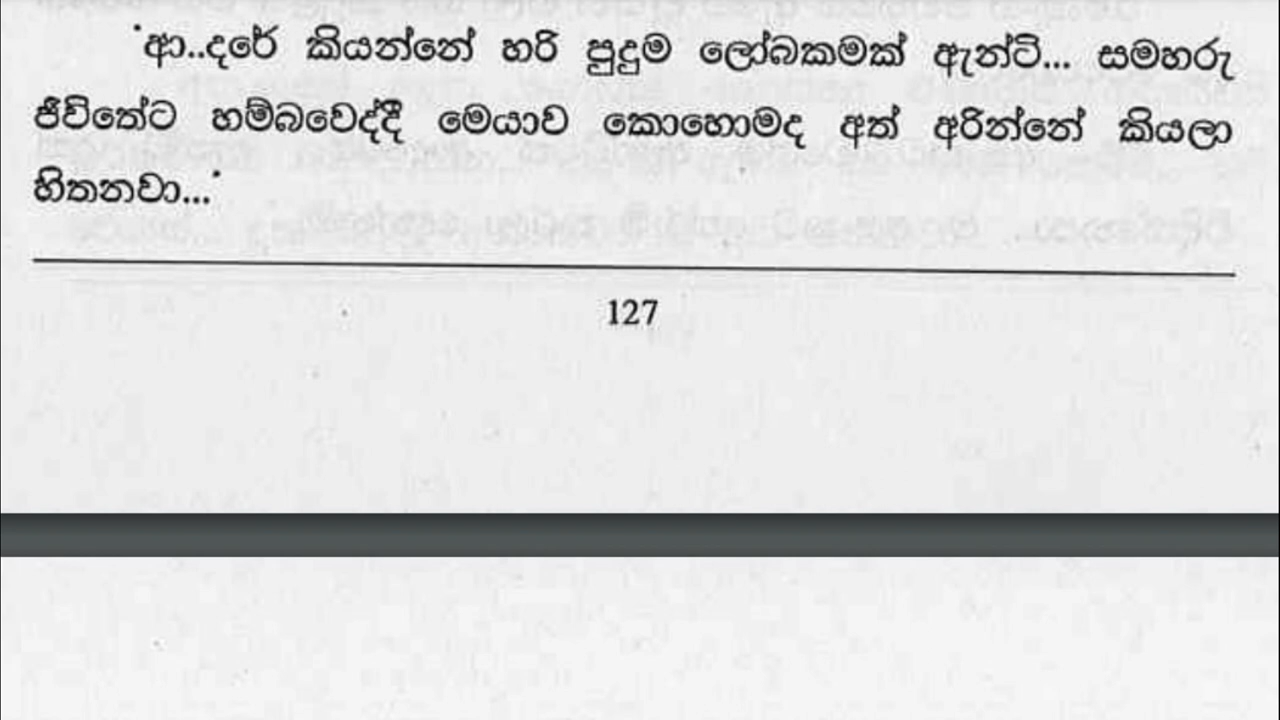 'ආ..දරේ කියන්නේ හරි පුදුම ලෝබකමක් ඇන්ටි... සමහරු
ජීවිතේට හම්බවෙද්දී මෙයාව කොහොමද අත් අරින්නේ කියලා
හිතනවා...'
127